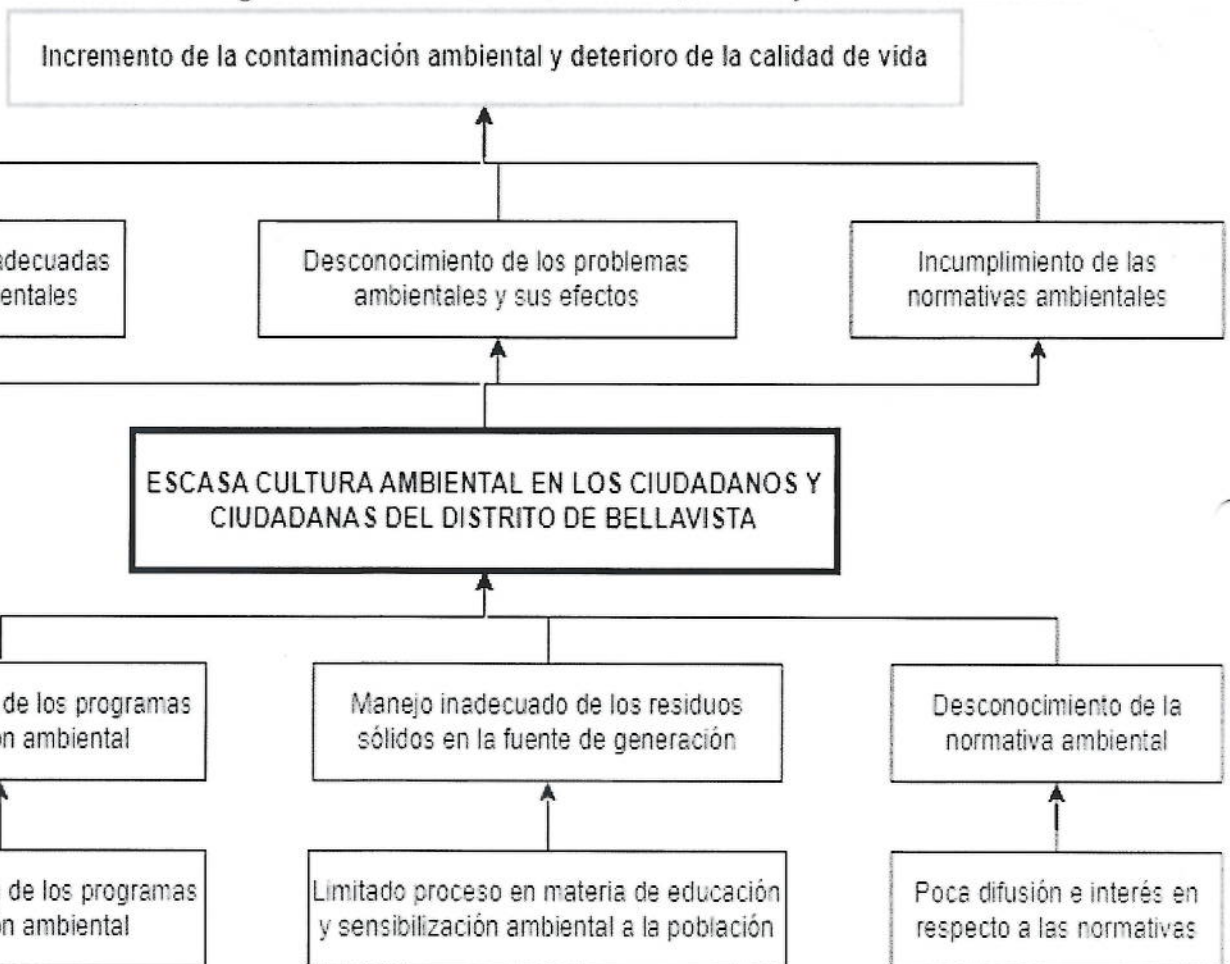 Incremento de la contaminación ambiental y deterioro de la calidad de vida
adecuadas
entales
Desconocimiento de los problemas
ambientales y sus efectos
Incumplimiento de las
normativas ambientales
ESCASA CULTURA AMBIENTAL EN LOS CIUDADANOS Y
CIUDADANAS DEL DISTRITO DE BELLAVISTA
de los programas
ón ambiental
Manejo inadecuado de los residuos
sólidos en la fuente de generación
Desconocimiento de la
normativa ambiental
de los programas
ón ambiental
Limitado proceso en materia de educación
y sensibilización ambiental a la población
Poca difusión e interés en
respecto a las normativas